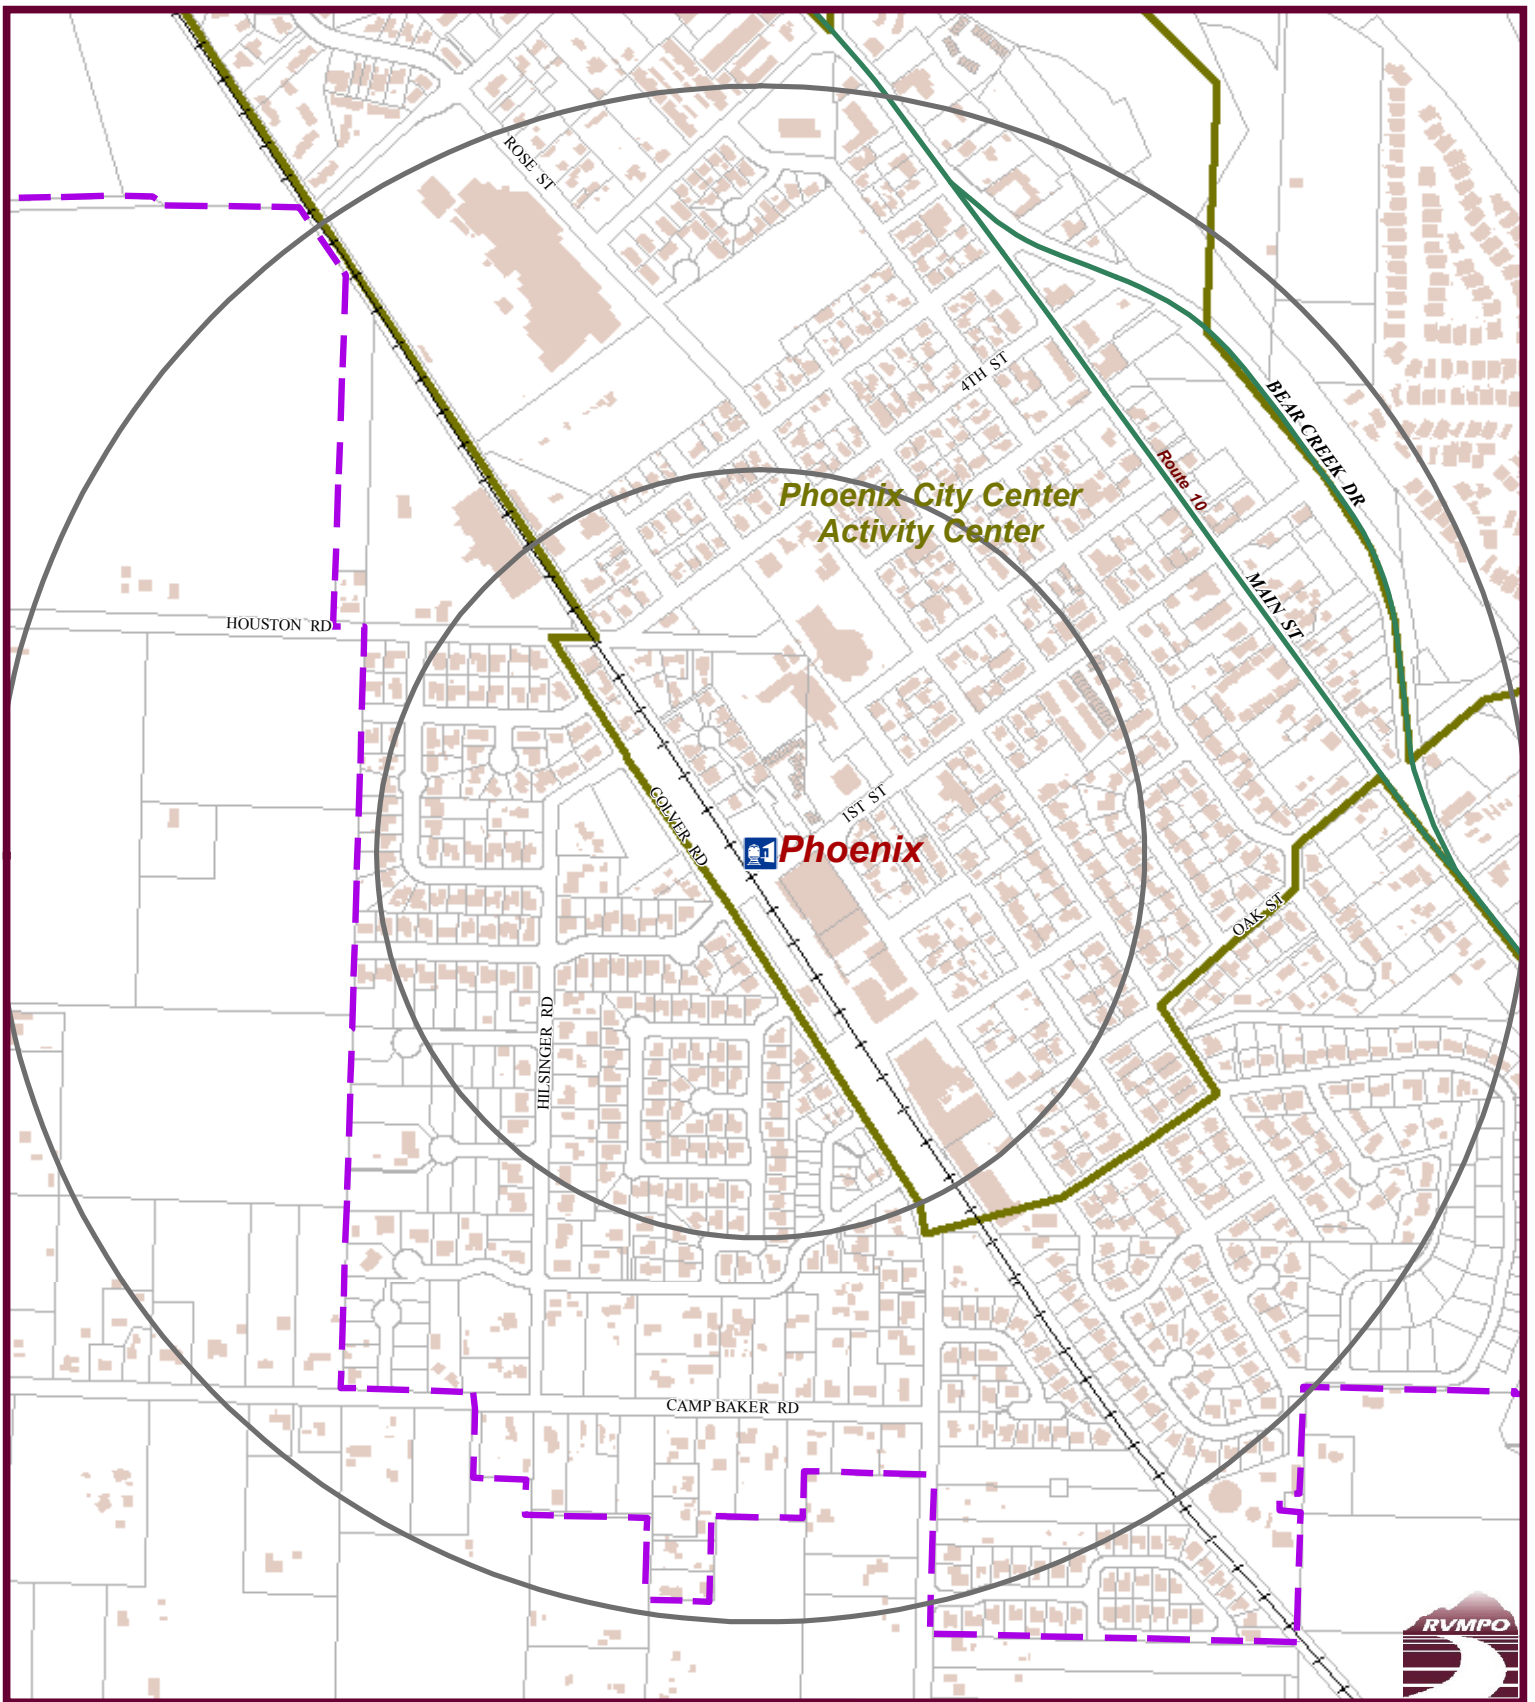 ROSE ST
4TH ST
BEAR CREEK DR
Route 10
Phoenix City Center
Activity Center
MAIN ST
HOUSTON RD
COLVER RD
1ST ST
Phoenix
OAK ST
HILSINGER RD
CAMP BAKER RD
RVMPO